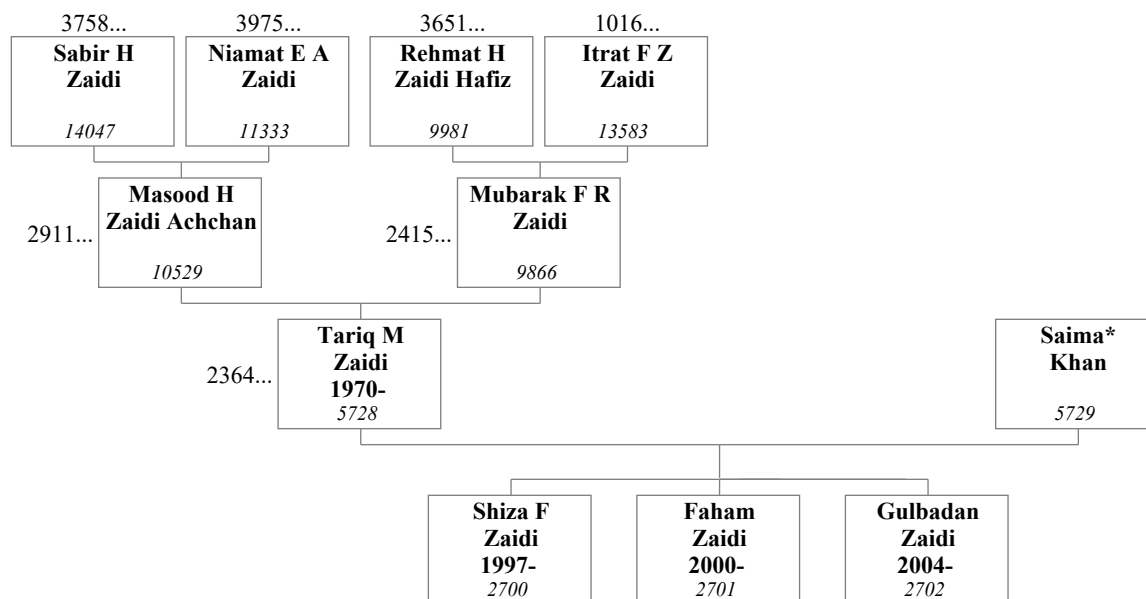 3758... 3975... 3651... 1016...
Sabir H
Zaidi
14047
Niamat E A
Zaidi
11333
Rehmat H
Zaidi Hafiz
9981
Itrat F Z
Zaidi
13583
2911...
Masood H
Zaidi Achchan
10529
2415...
Mubarak F R
Zaidi
9866
2364...
Tariq M
Zaidi
1970-
5728
Saima*
Khan
5729
Shiza F
Zaidi
1997-
2700
Faham
Zaidi
2000-
2701
Gulbadan
Zaidi
2004-
2702